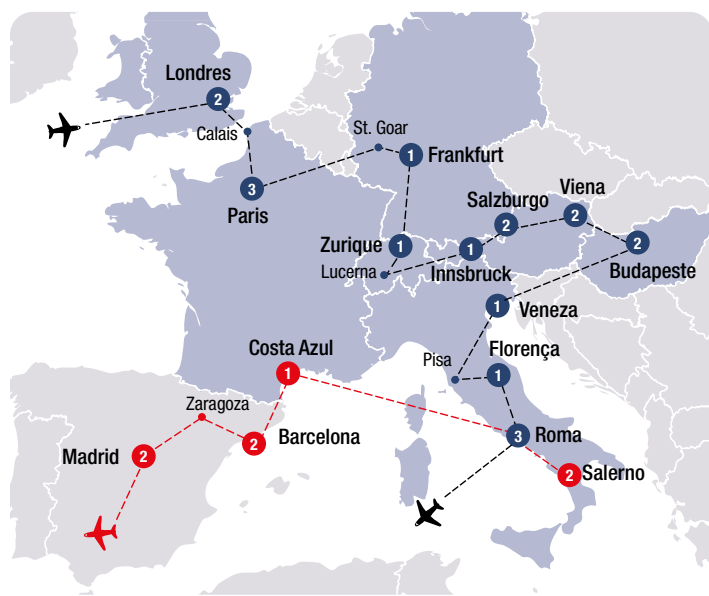 Londres
2
Calais
St. Goar
1
Frankfurt
3
Paris
Salzburgo
Viena
2
2
Zurique
1
1
2
Lucerna
Innsbruck
Budapeste
1
Veneza
Costa Azul
Florença
Pisa
1
1
Zaragoza
Barcelona
2
3
Roma
Madrid
2
2
Salerno